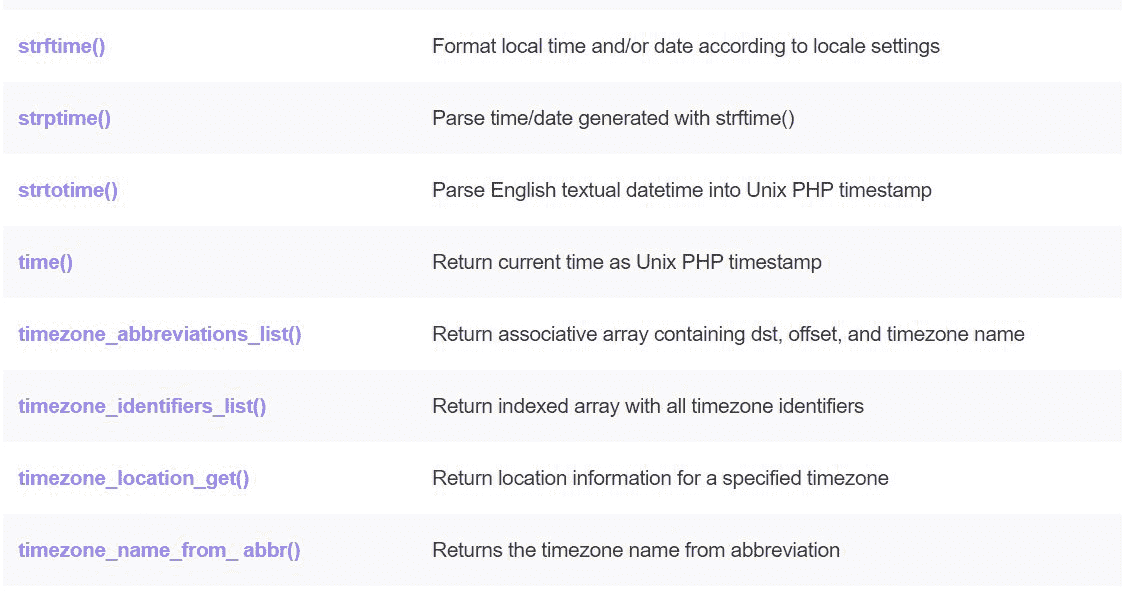 strftime() Format local time and/or date according to locale settings
strptime() Parse time/date generated with strftime()
strtotime() Parse English textual datetime into Unix PHP timestamp
time() Return current time as Unix PHP timestamp
timezone_abbreviations_list() Return associative array containing dst, offset, and timezone name
timezone_identifiers_list() Return indexed array with all timezone identifiers
timezone_location_get() Return location information for a specified timezone
timezone_name_from_ abbr() Returns the timezone name from abbreviation